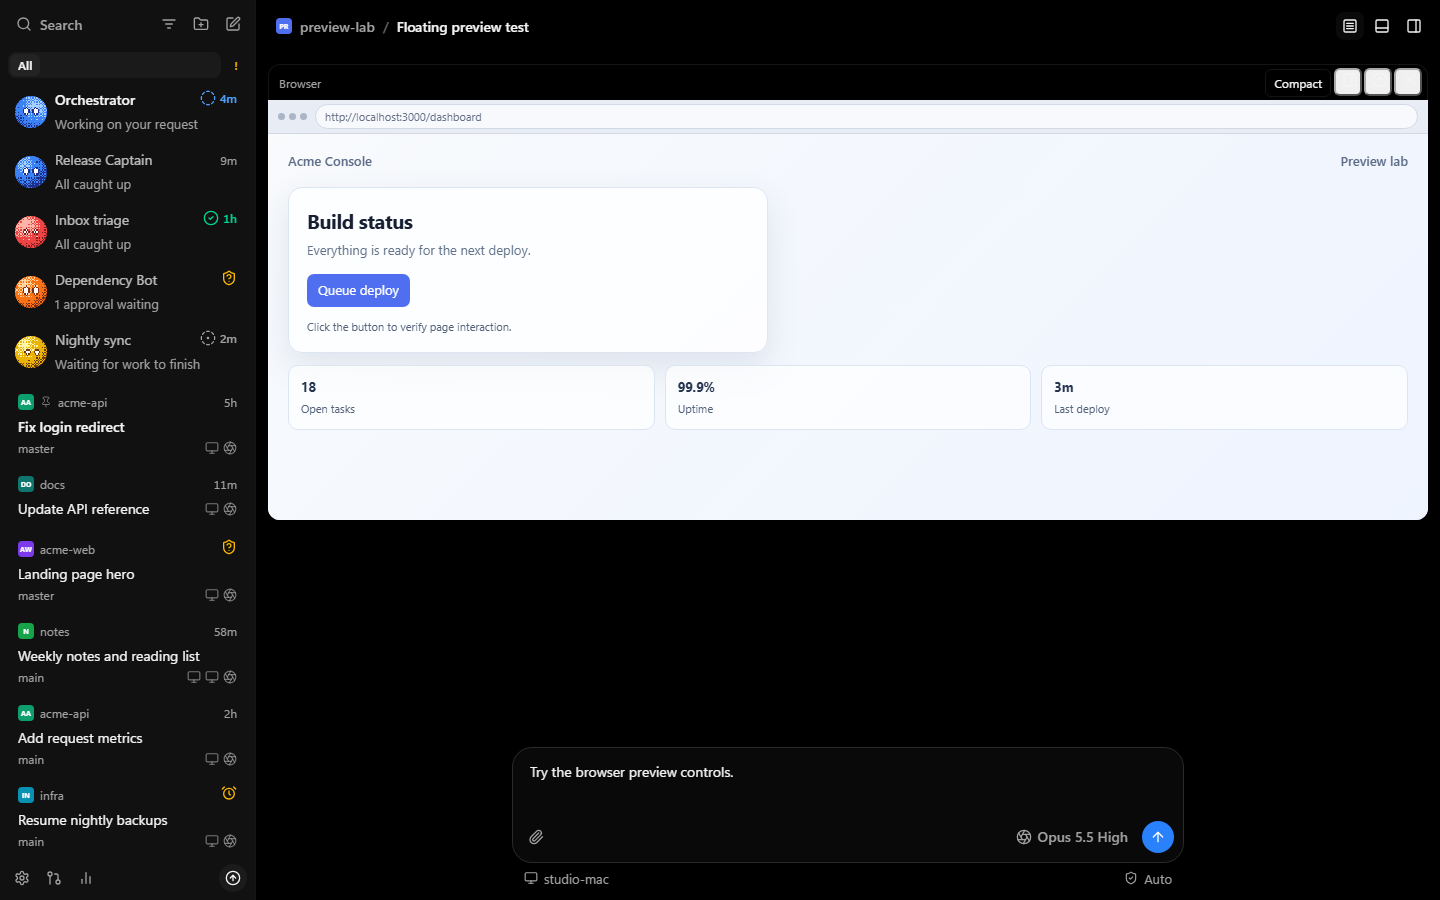 Search
All
!
Orchestrator
4m
Working on your request
Release Captain
9m
All caught up
Inbox triage
1h
All caught up
Dependency Bot
1 approval waiting
Nightly sync
2m
Waiting for work to finish
AA acme-api
5h
Fix login redirect
master
DO docs
11m
Update API reference
AW acme-web
Landing page hero
master
N notes
58m
Weekly notes and reading list
main
AA acme-api
2h
Add request metrics
main
IN infra
Resume nightly backups
main
PR preview-lab / Floating preview test
Browser
Compact
http://localhost:3000/dashboard
Acme Console
Preview lab
Build status
Everything is ready for the next deploy.
Queue deploy
Click the button to verify page interaction.
18
Open tasks
99.9%
Uptime
3m
Last deploy
Try the browser preview controls.
Opus 5.5 High
studio-mac
Auto